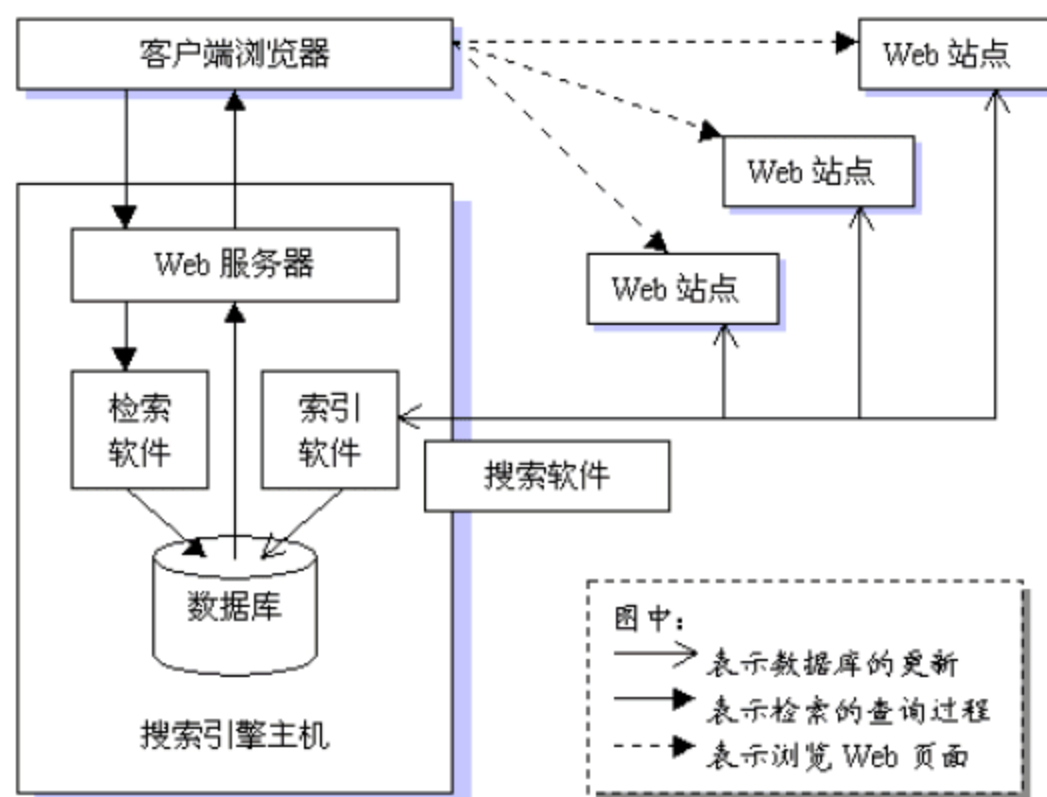 客户端浏览器
Web 站点
Web 站点
Web 服务器
Web 站点
检索
软件
索引
软件
搜索软件
数据库
图中：
表示数据库的更新
表示检索的查询过程
表示浏览 Web 页面
搜索引擎主机